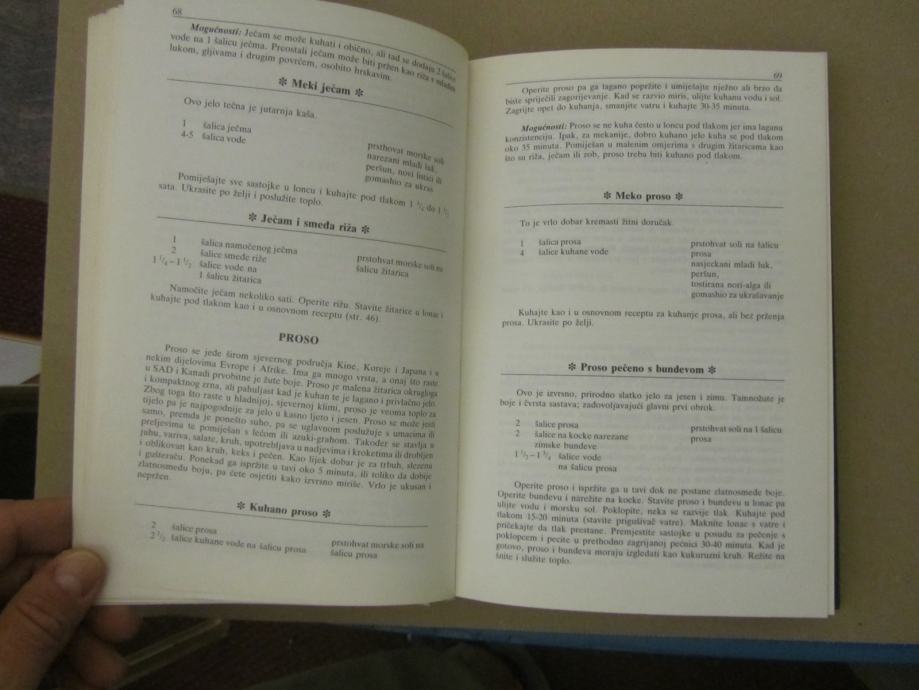 68
Mogućnosti: Ječam se može kuhati i obično, ali tad se dodaju 2 šalice
vode na 1 šalicu ječma. Preostali ječam može biti pržen kao riža s mladim
lukom, gljivama i drugim povrćem, osobito hrskavim.
✼ Meki ječam ✼
Ovo jelo tečna je jutarnja kaša.
1 šalica ječma
4-5 šalica vode
prstohvat morske soli
narezani mladi luk,
peršun, nori listići ili
gomashio za ukras
Pomiješajte sve sastojke u loncu i kuhajte pod tlakom 1 1/4 do 1 1/2
sata. Ukrasite po želji i poslužite toplo.
✼ Ječam i smeđa riža ✼
1 šalica namočenog ječma
2 šalice smeđe riže
1 1/4 – 1 1/2 šalice vode na
1 šalicu žitarica
prstohvat morske soli na
šalicu žitarica
Namočite ječam nekoliko sati. Operite rižu. Stavite žitarice u lonac i
kuhajte pod tlakom kao i u osnovnom receptu (str. 46).
PROSO
Proso se jede širom sjevernog područja Kine, Koreje i Japana i u
nekim dijelovima Evrope i Afrike. Ima ga mnogo vrsta, a onaj što raste
u SAD i Kanadi prvobitne je žute boje. Proso je malena žitarica okrugloga
i kompaktnog zrna, ali pahuljast kad je kuhan te je lagano i privlačno jelo.
Zbog toga što raste u hladnijoj, sjevernoj klimi, proso je veoma toplo za
tijelo pa je najpogodnije za jelo u kasno ljeto i jesen. Proso se može jesti
samo, premda je ponešto suho, pa se uglavnom poslužuje s umacima ili
preljevima te pomiješan s lećom ili azuki-grahom. Također se stavlja u
juhu, variva, salate, kruh, upotrebljava u nadjevima i kroketima ili drobljen
i oblikovan kao kruh, keks i pečen. Kao lijek dobar je za trbuh, slezenu
i gušteraču. Ponekad ga ispržite u tavi oko 5 minuta, ili toliko da dobije
zlatnosmeđu boju, pa ćete osjetiti kako izvrsno miriše. Vrlo je ukusan i
nepržen.
✼ Kuhano proso ✼
2 šalice prosa
2 1/2 šalice kuhane vode na šalicu prosa
prstohvat morske soli na
šalicu prosa
69
Operite proso pa ga lagano popržite i umiješajte nježno ali brzo da
biste spriječili zagorijevanje. Kad se razvio miris, ulijte kuhanu vodu i sol.
Zagrijte opet do kuhanja, smanjite vatru i kuhajte 30-35 minuta.
Mogućnosti: Proso se ne kuha često u loncu pod tlakom jer ima laganu
konzistenciju. Ipak, za mekanije, dobro kuhano jelo kuha se pod tlakom
oko 35 minuta. Pomiješan u malenim omjerima s drugim žitaricama kao
što su riža, ječam ili zob, proso treba biti kuhano pod tlakom.
✼ Meko proso ✼
To je vrlo dobar kremasti žitni doručak.
1 šalica prosa
4 šalice kuhane vode
prstohvat soli na šalicu
prosa
nasjeckani mladi luk,
peršun,
tostirana nori-alga ili
gomashio za ukrašavanje
Kuhajte kao i u osnovnom receptu za kuhanje prosa, ali bez prženja
prosa. Ukrasite po želji.
✼ Proso pečeno s bundevom ✼
Ovo je izvrsno, prirodno slatko jelo za jesen i zimu. Tamnožute je
boje i čvrsta sastava; zadovoljavajući glavni prvi obrok.
2 šalice prosa
2 šalice na kocke narezane
zimske bundeve
šalice vode
na šalicu prosa
prstohvat soli na 1 šalicu
prosa
Operite proso i ispržite ga u tavi dok ne postane zlatnosmeđe boje.
Operite bundevu i narežite na kocke. Stavite proso i bundevu u lonac pa
ulijte vodu i morsku sol. Poklopite, neka se razvije tlak. Kuhajte pod
tlakom 15-20 minuta (stavite prigušivač vatre). Maknite lonac s vatre i
pričekajte da tlak prestane. Premjestite sastojke u posudu za pečenje s
poklopcem i pecite u prethodno zagrijanoj pećnici 30-40 minuta. Kad je
gotovo, proso i bundeva moraju izgledati kao kukuruzni kruh. Režite na
šnite i služite toplo.